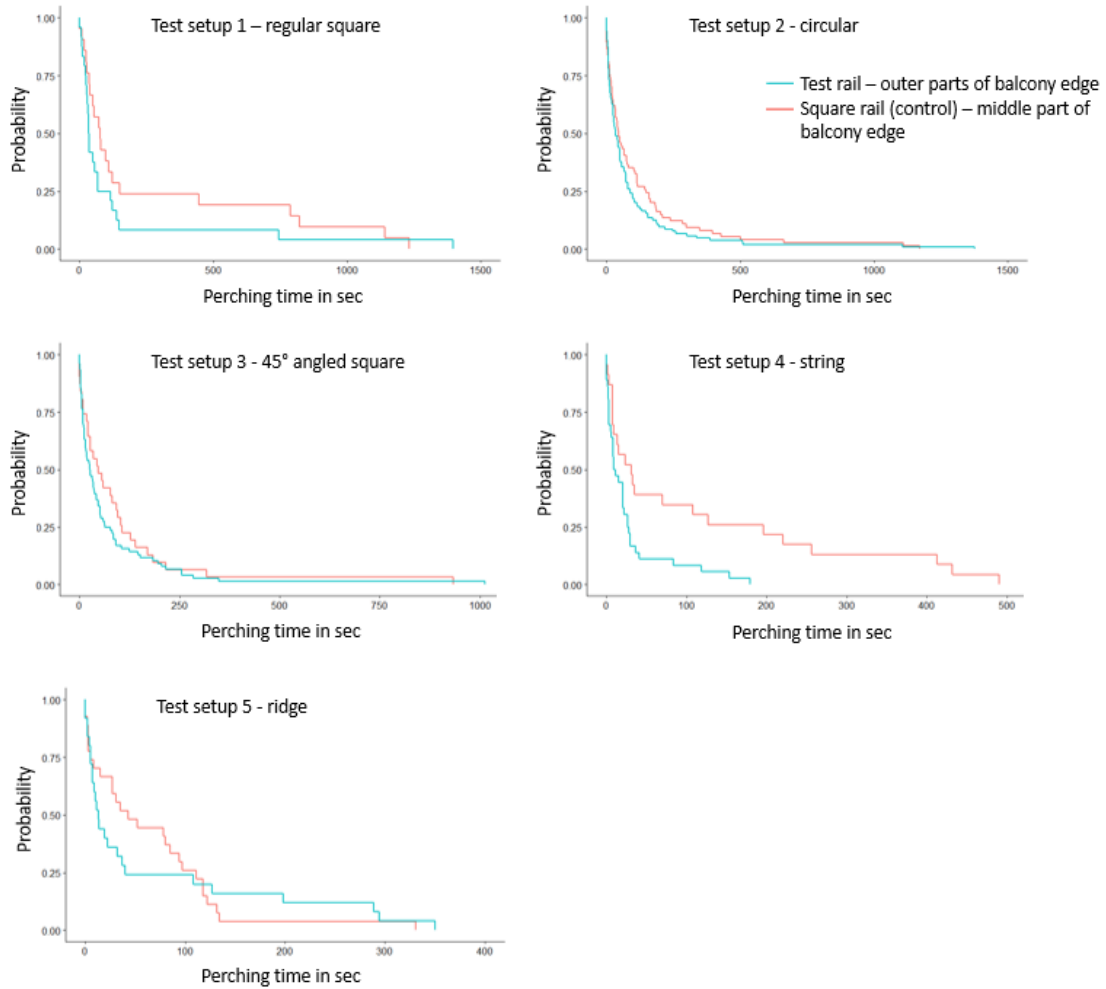 Test setup 1 – regular square
1.00
0.75
0.50
0.25
0.00
Probability
0
500
1000
1500
Perching time in sec
Test setup 2 - circular
Test rail – outer parts of balcony edge
Square rail (control) – middle part of
balcony edge
1.00
0.75
0.50
0.25
0.00
Probability
0
500
1000
1500
Perching time in sec
Test setup 3 - 45° angled square
1.00
0.75
0.50
0.25
0.00
Probability
0
250
500
750
1000
Perching time in sec
Test setup 4 - string
1.00
0.75
0.50
0.25
0.00
Probability
0
100
200
300
400
500
Perching time in sec
Test setup 5 - ridge
1.00
0.75
0.50
0.25
0.00
Probability
0
100
200
300
400
Perching time in sec